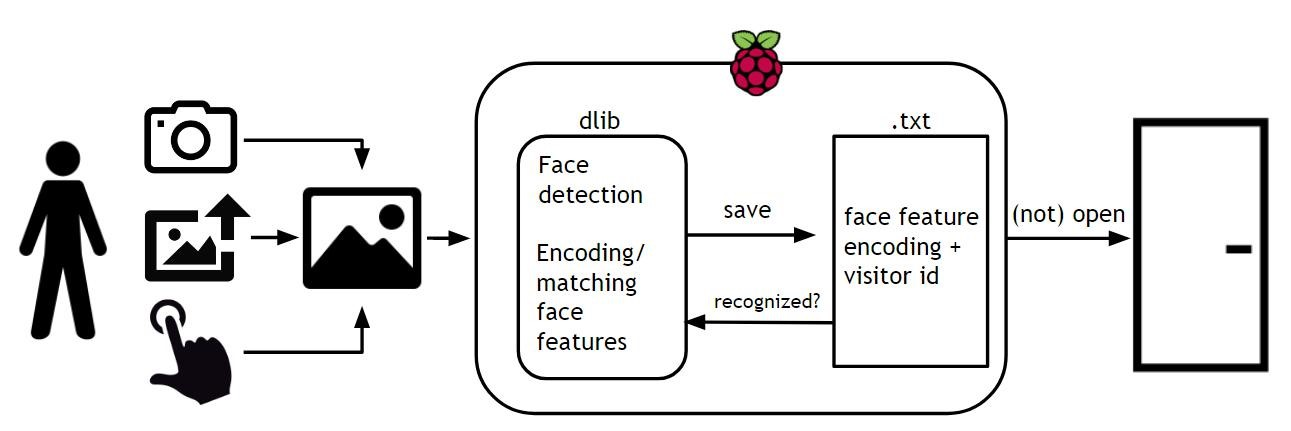 dlib
Face
detection
Encoding/
matching
face
features
save
recognized?
.txt
face feature
encoding +
visitor id
(not) open